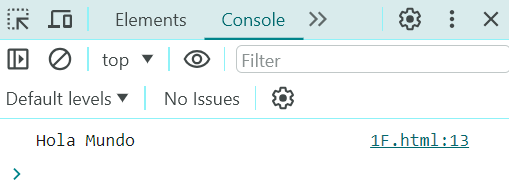 Elements Console
top Filter
Default levels No Issues
Hola Mundo 1F.html:13